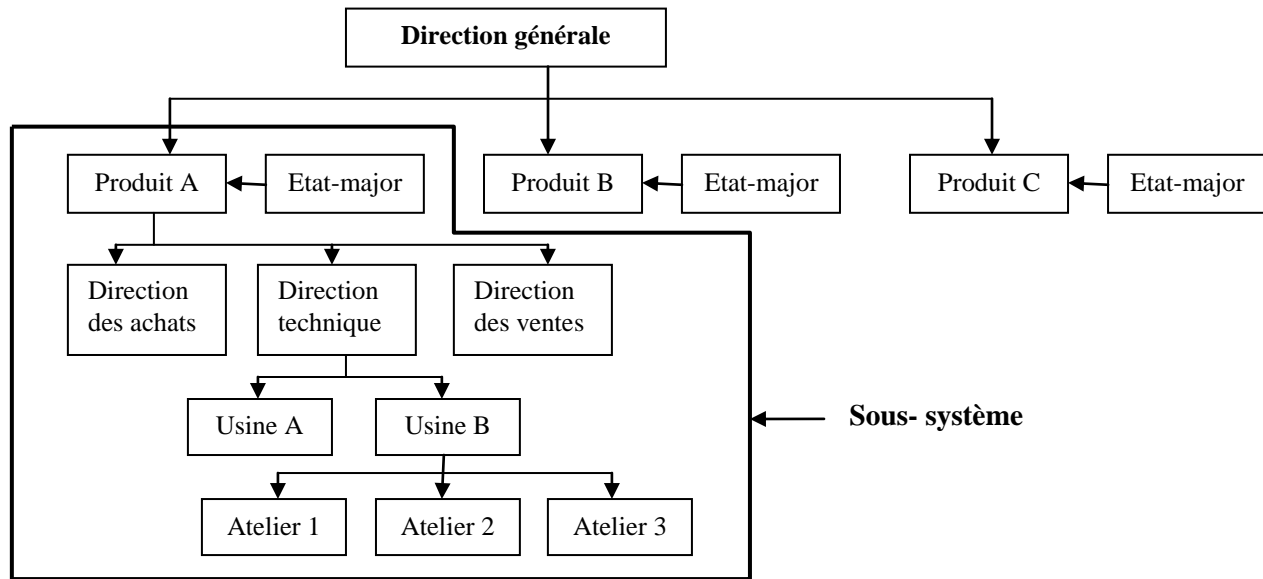 Direction générale
Produit A
Etat-major
Produit B
Etat-major
Produit C
Etat-major
Direction
des achats
Direction
technique
Direction
des ventes
Usine A
Usine B
Sous- système
Atelier 1
Atelier 2
Atelier 3